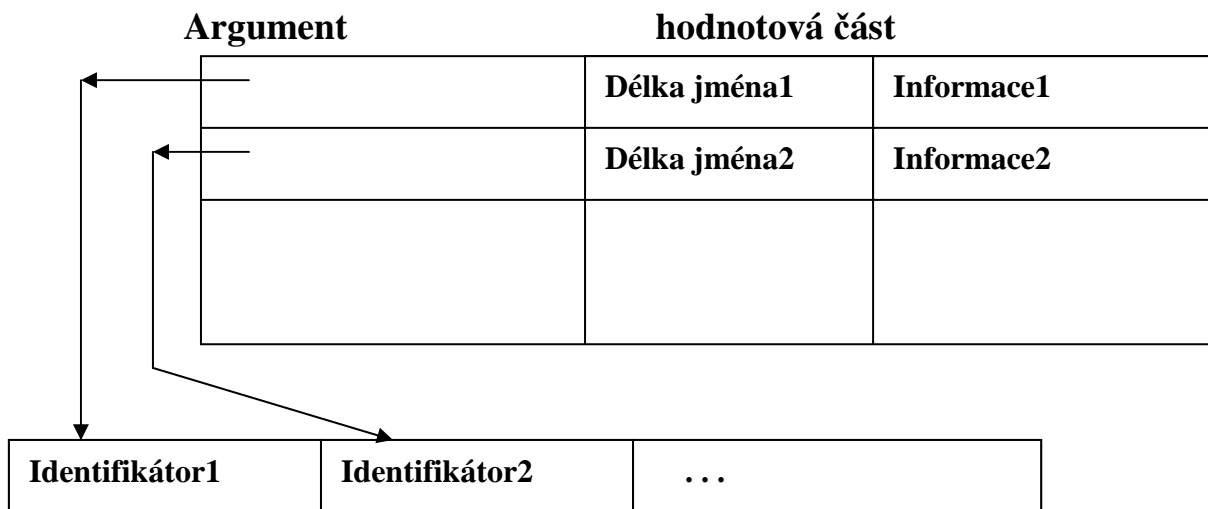 Argument hodnotová část
Délka jména1 Informace1
Délka jména2 Informace2
Identifikátor1 Identifikátor2 . . .